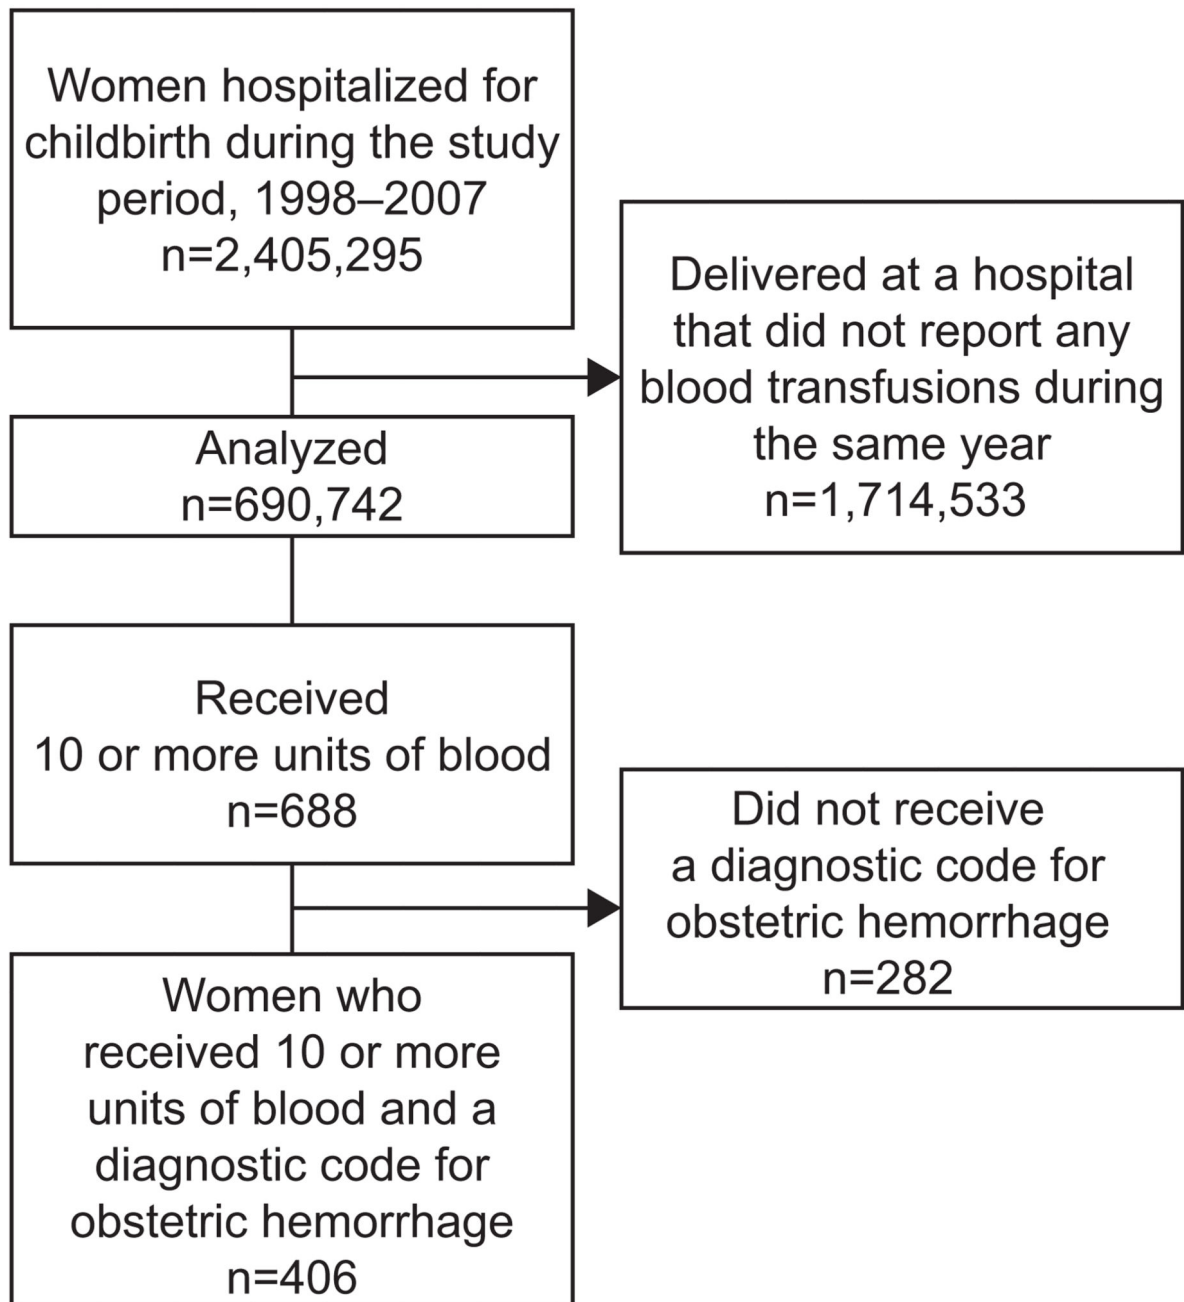 Women hospitalized for
childbirth during the study
period, 1998–2007
n=2,405,295
Delivered at a hospital
that did not report any
blood transfusions during
the same year
n=1,714,533
Analyzed
n=690,742
Received
10 or more units of blood
n=688
Did not receive
a diagnostic code for
obstetric hemorrhage
n=282
Women who
received 10 or more
units of blood and a
diagnostic code for
obstetric hemorrhage
n=406